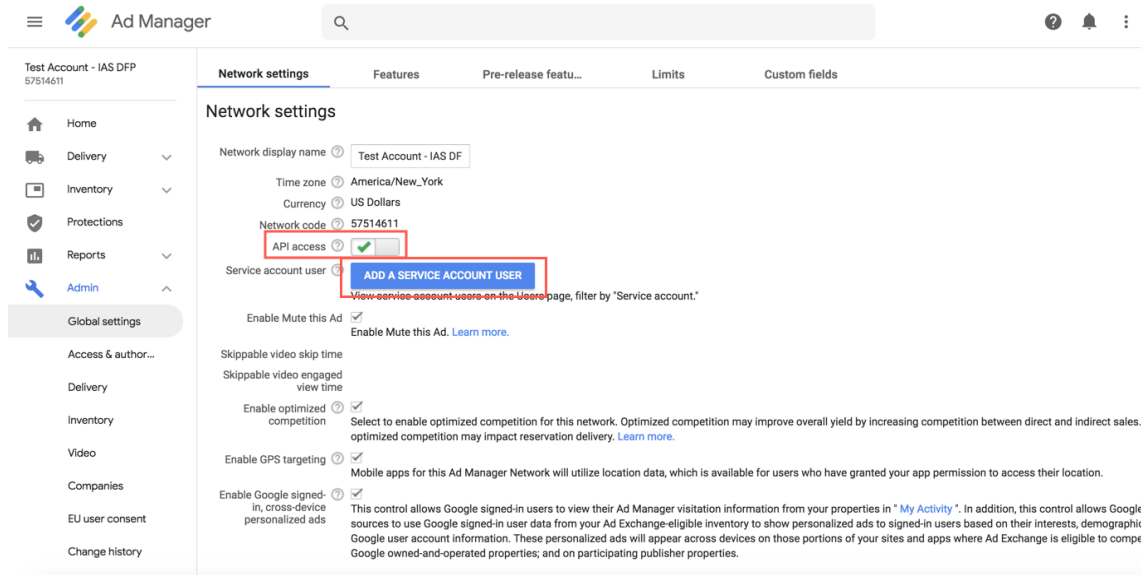 Ad Manager
Test Account - IAS DFP
57514611
Home
Delivery
Inventory
Protections
Reports
Admin
Global settings
Access & author...
Delivery
Inventory
Video
Companies
EU user consent
Change history
Network settings Features Pre-release featu... Limits Custom fields
Network settings
Network display name Test Account - IAS DF
Time zone America/New_York
Currency US Dollars
Network code 57514611
API access
Service account user ADD A SERVICE ACCOUNT USER
View service account users on the Users page, filter by "Service account."
Enable Mute this Ad
Enable Mute this Ad. Learn more.
Skippable video skip time
Skippable video engaged
view time
Enable optimized
competition
Select to enable optimized competition for this network. Optimized competition may improve overall yield by increasing competition between direct and indirect sales.
optimized competition may impact reservation delivery. Learn more.
Enable GPS targeting
Mobile apps for this Ad Manager Network will utilize location data, which is available for users who have granted your app permission to access their location.
Enable Google signed-
in, cross-device
personalized ads
This control allows Google signed-in users to view their Ad Manager visitation information from your properties in " My Activity ". In addition, this control allows Google
sources to use Google signed-in user data from your Ad Exchange-eligible inventory to show personalized ads to signed-in users based on their interests, demographic
Google user account information. These personalized ads will appear across devices on those portions of your sites and apps where Ad Exchange is eligible to compe
Google owned-and-operated properties; and on participating publisher properties.